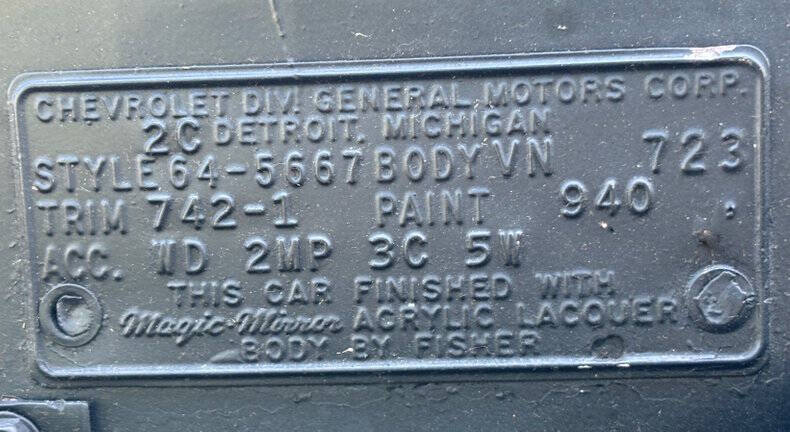 CHEVROLET DIV. GENERAL MOTORS CORP.
2C DETROIT, MICHIGAN
STYLE 64-5667 BODY VN 723
TRIM 742-1 PAINT 940
ACC. WD 2MP 3C 5W
THIS CAR FINISHED WITH
Magic-Mirror ACRYLIC LACQUER
BODY BY FISHER